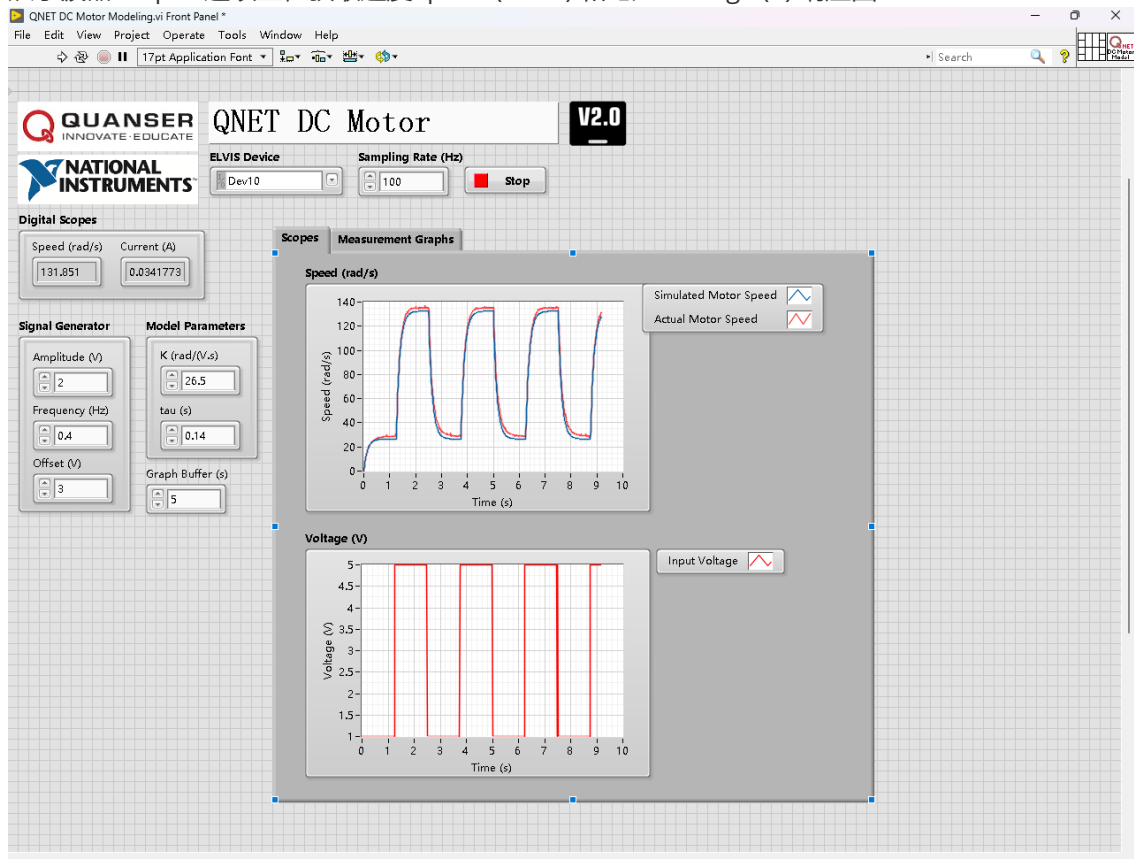 QNET DC Motor Modeling.vi Front Panel *
File Edit View Project Operate Tools Window Help
17pt Application Font
Search
QNET
DC Motor
Model
QUANSER
INNOVATE·EDUCATE
QNET DC Motor
V2.0
NATIONAL
INSTRUMENTS
ELVIS Device
Sampling Rate (Hz)
Dev10
100
Stop
Digital Scopes
Speed (rad/s) Current (A)
131.851 0.0341773
Signal Generator
Amplitude (V)
2
Frequency (Hz)
0.4
Offset (V)
3
Model Parameters
K (rad/(V.s)
26.5
tau (s)
0.14
Graph Buffer (s)
5
Scopes Measurement Graphs
Speed (rad/s)
140
120
100
80
60
40
20
0
Speed (rad/s)
0 1 2 3 4 5 6 7 8 9 10
Time (s)
Simulated Motor Speed
Actual Motor Speed
Voltage (V)
5
4.5
4
3.5
3
2.5
2
1.5
1
Voltage (V)
0 1 2 3 4 5 6 7 8 9 10
Time (s)
Input Voltage